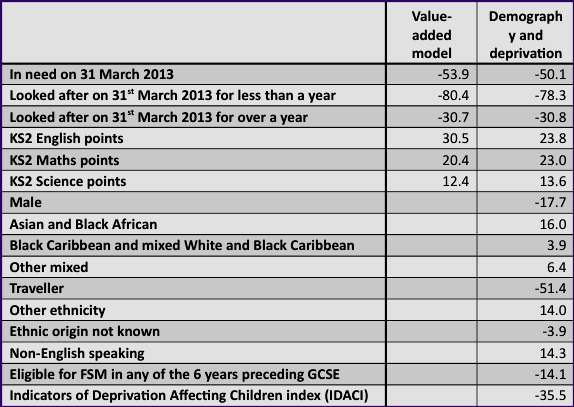 Value-added model Demography and deprivation
In need on 31 March 2013 -53.9 -50.1
Looked after on 31st March 2013 for less than a year -80.4 -78.3
Looked after on 31st March 2013 for over a year -30.7 -30.8
KS2 English points 30.5 23.8
KS2 Maths points 20.4 23.0
KS2 Science points 12.4 13.6
Male -17.7
Asian and Black African 16.0
Black Caribbean and mixed White and Black Caribbean 3.9
Other mixed 6.4
Traveller -51.4
Other ethnicity 14.0
Ethnic origin not known -3.9
Non-English speaking 14.3
Eligible for FSM in any of the 6 years preceding GCSE -14.1
Indicators of Deprivation Affecting Children index (IDACI) -35.5